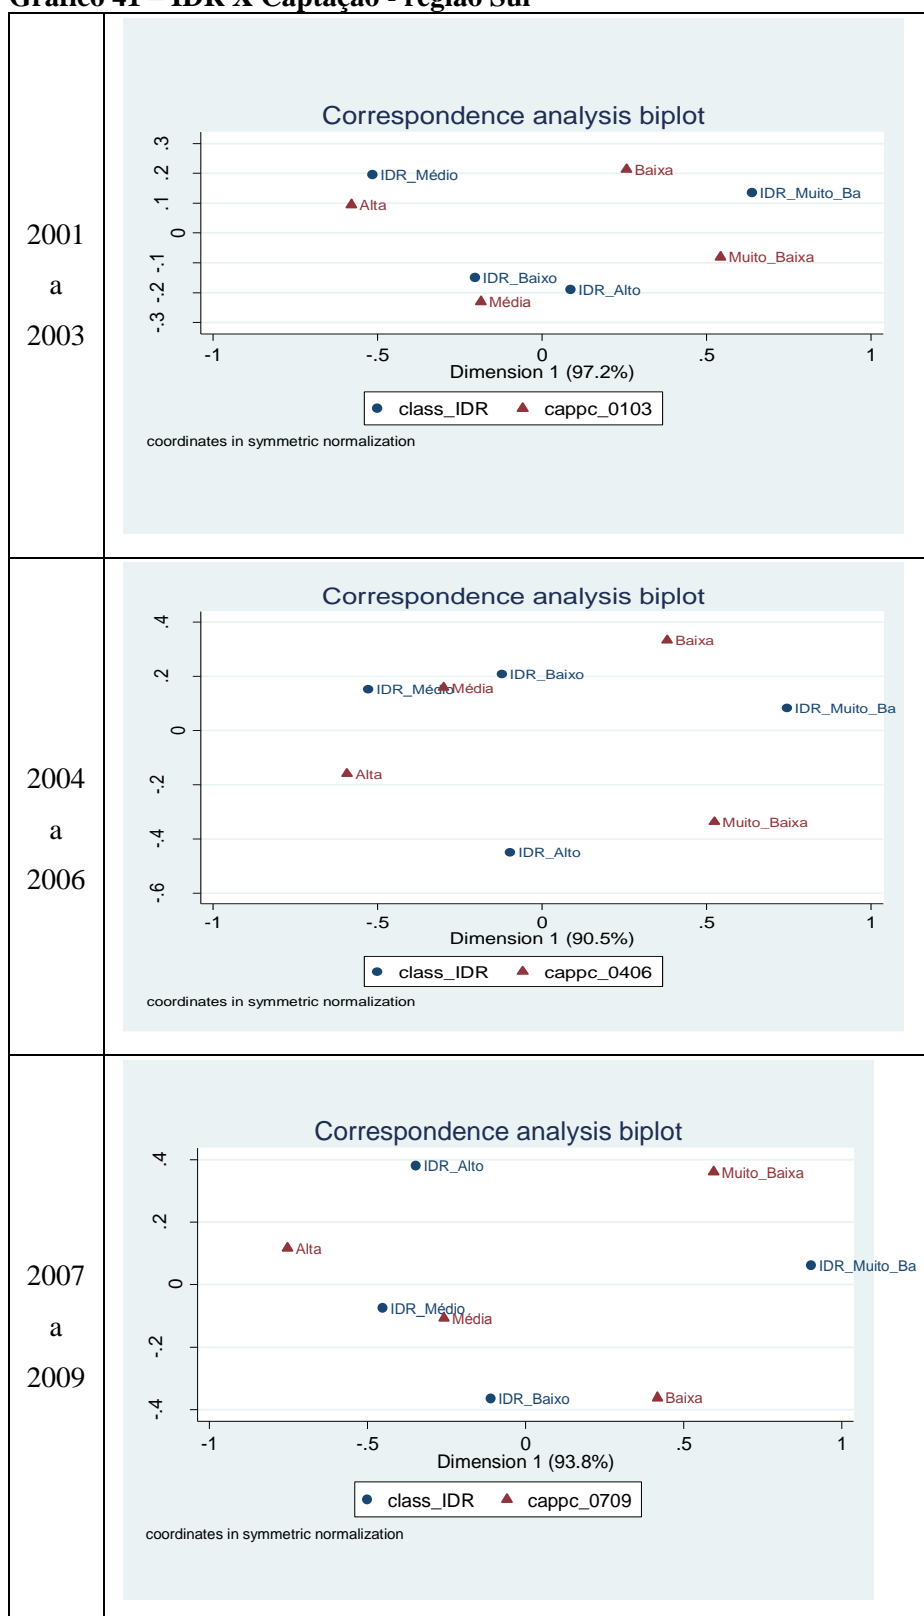 Gráfico 41 – IDR X Captação - região Sul
2001
a
2003
Correspondence analysis biplot
.3
.2
.1
0
-.1
-.2
-.3
IDR_Médio
Baixa
IDR_Muito_Ba
Alta
Muito_Baixa
IDR_Baixo
IDR_Alto
Média
-1 -.5 0 .5 1
Dimension 1 (97.2%)
class_IDR cappc_0103
coordinates in symmetric normalization
2004
a
2006
Correspondence analysis biplot
.4
.2
0
-.2
-.4
-.6
Baixa
IDR_Baixo
IDR_Médio
Média
IDR_Muito_Ba
Alta
Muito_Baixa
IDR_Alto
-1 -.5 0 .5 1
Dimension 1 (90.5%)
class_IDR cappc_0406
coordinates in symmetric normalization
2007
a
2009
Correspondence analysis biplot
.4
.2
0
-.2
-.4
IDR_Alto
Muito_Baixa
Alta
IDR_Muito_Ba
IDR_Médio
Média
IDR_Baixo
Baixa
-1 -.5 0 .5 1
Dimension 1 (93.8%)
class_IDR cappc_0709
coordinates in symmetric normalization